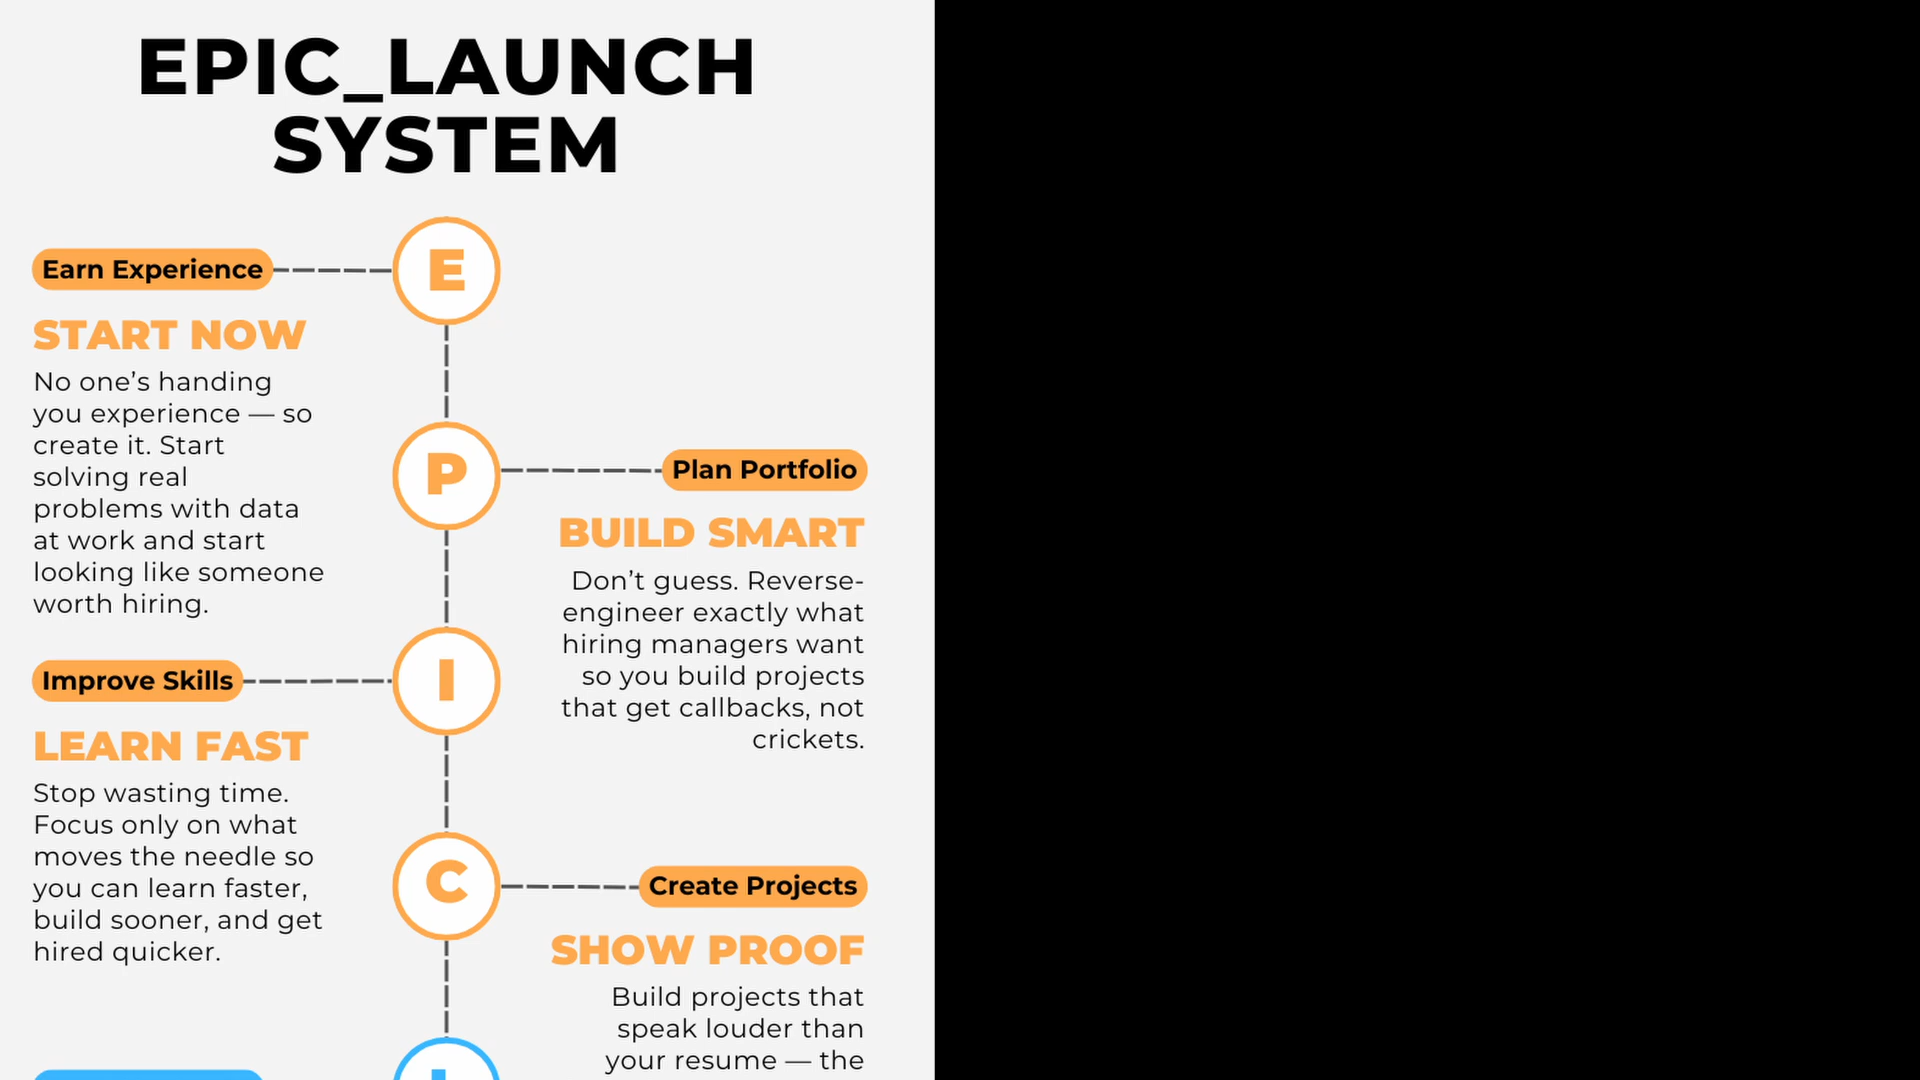 EPIC_LAUNCH
SYSTEM
E
Earn Experience
START NOW
No one’s handing
you experience — so
create it. Start
solving real
problems with data
at work and start
looking like someone
worth hiring.
P
Plan Portfolio
BUILD SMART
Don’t guess. Reverse-
engineer exactly what
hiring managers want
so you build projects
that get callbacks, not
crickets.
I
Improve Skills
LEARN FAST
Stop wasting time.
Focus only on what
moves the needle so
you can learn faster,
build sooner, and get
hired quicker.
C
Create Projects
SHOW PROOF
Build projects that
speak louder than
your resume — the